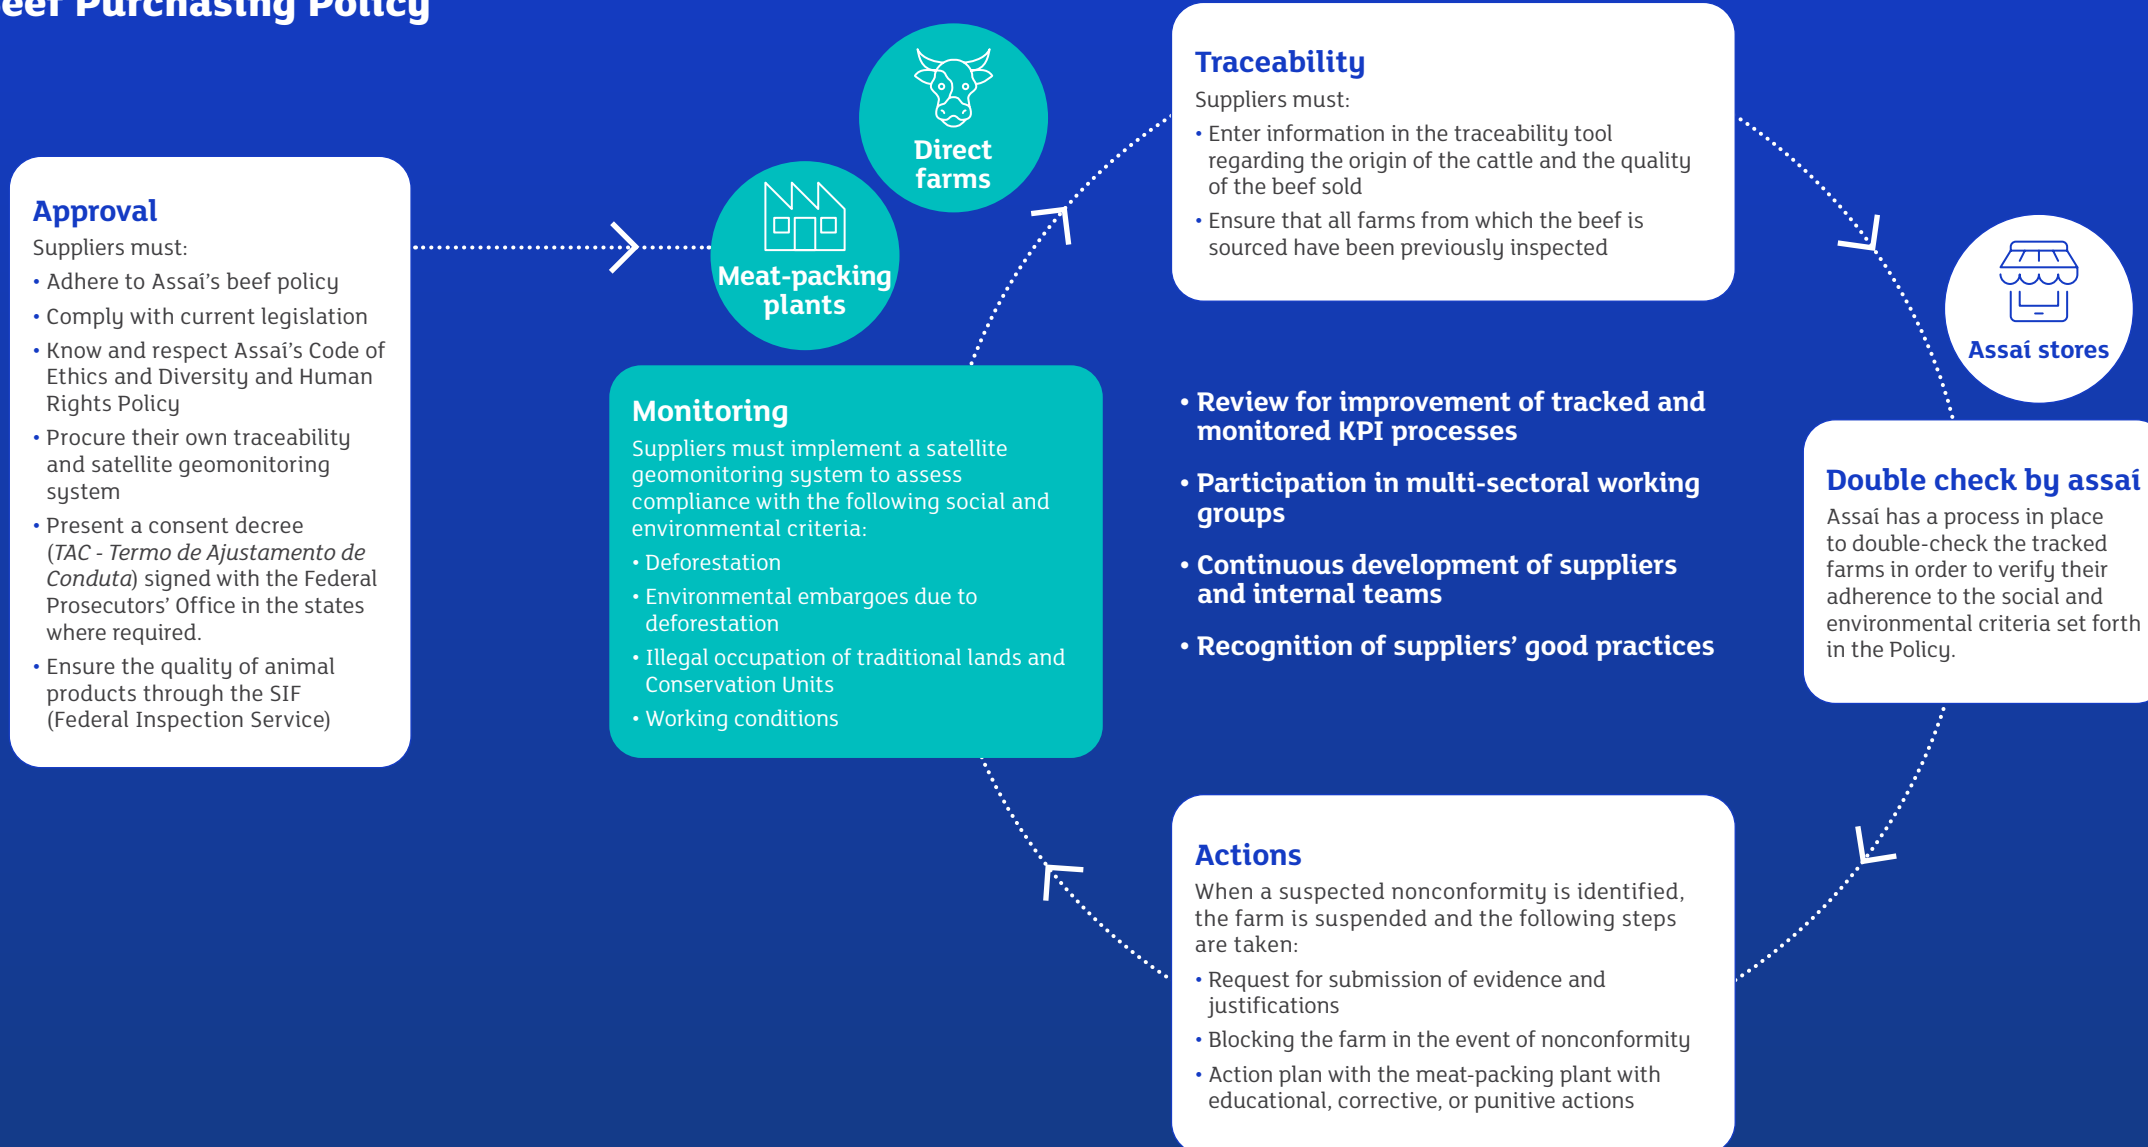 eef Purchasing Policy
Approval
Suppliers must:
• Adhere to Assaí’s beef policy
• Comply with current legislation
• Know and respect Assaí’s Code of
Ethics and Diversity and Human
Rights Policy
• Procure their own traceability
and satellite geomonitoring
system
• Present a consent decree
(TAC - Termo de Ajustamento de
Conduta) signed with the Federal
Prosecutors’ Office in the states
where required.
• Ensure the quality of animal
products through the SIF
(Federal Inspection Service)
Meat-packing
plants
Direct
farms
Monitoring
Suppliers must implement a satellite
geomonitoring system to assess
compliance with the following social and
environmental criteria:
• Deforestation
• Environmental embargoes due to
deforestation
• Illegal occupation of traditional lands and
Conservation Units
• Working conditions
Traceability
Suppliers must:
• Enter information in the traceability tool
regarding the origin of the cattle and the quality
of the beef sold
• Ensure that all farms from which the beef is
sourced have been previously inspected
• Review for improvement of tracked and
monitored KPI processes
• Participation in multi-sectoral working
groups
• Continuous development of suppliers
and internal teams
• Recognition of suppliers’ good practices
Assaí stores
Double check by assaí
Assaí has a process in place
to double-check the tracked
farms in order to verify their
adherence to the social and
environmental criteria set forth
in the Policy.
Actions
When a suspected nonconformity is identified,
the farm is suspended and the following steps
are taken:
• Request for submission of evidence and
justifications
• Blocking the farm in the event of nonconformity
• Action plan with the meat-packing plant with
educational, corrective, or punitive actions